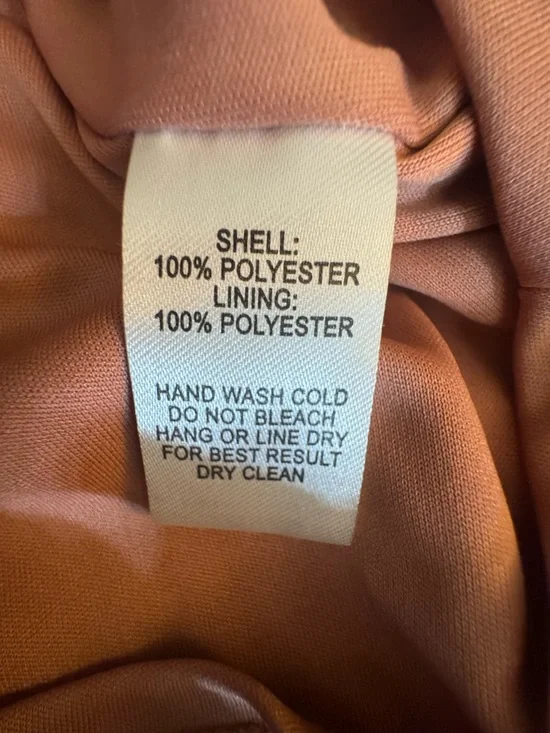 SHELL:
100% POLYESTER
LINING:
100% POLYESTER
HAND WASH COLD
DO NOT BLEACH
HANG OR LINE DRY
FOR BEST RESULT
DRY CLEAN